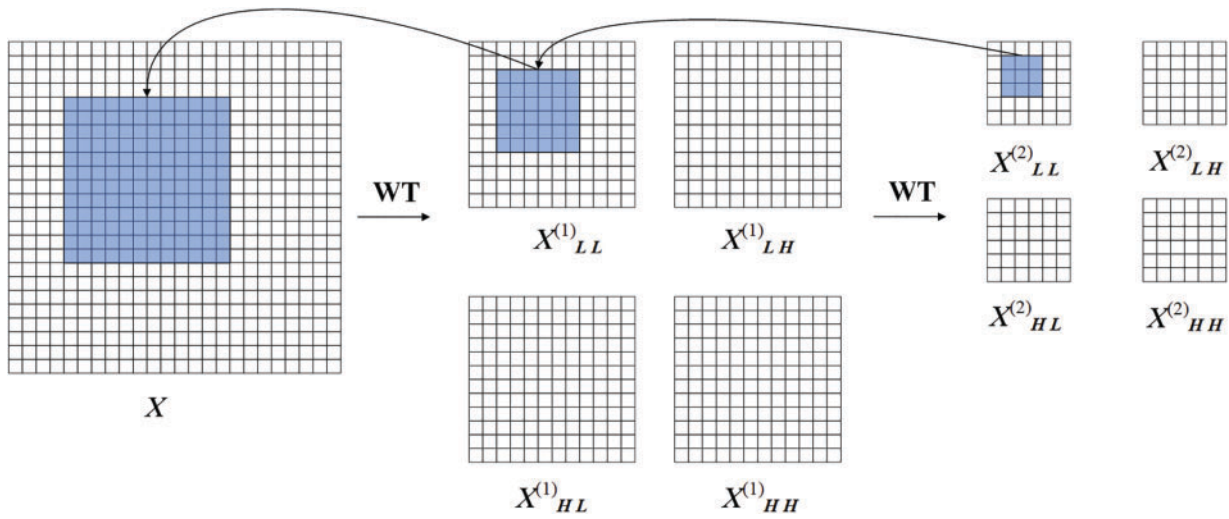 WT
WT
X
X⁽¹⁾LL
X⁽¹⁾LH
X⁽¹⁾HL
X⁽¹⁾HH
X⁽²⁾LL
X⁽²⁾LH
X⁽²⁾HL
X⁽²⁾HH